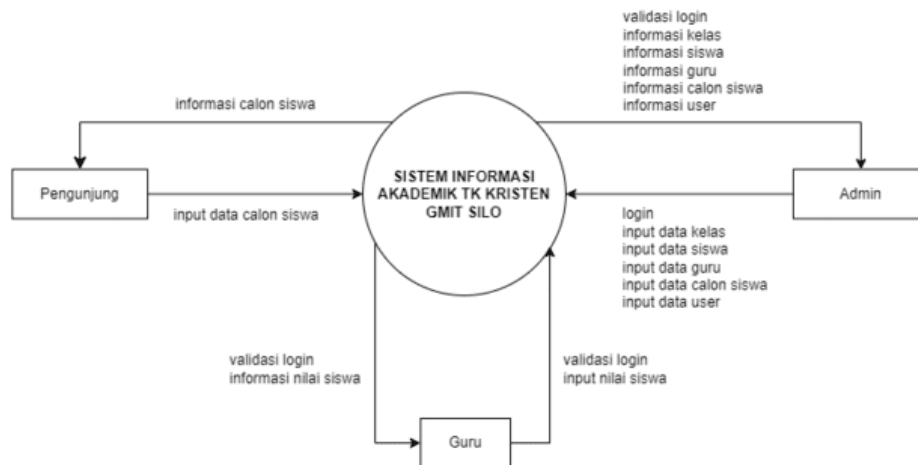 validasi login
informasi kelas
informasi siswa
informasi guru
informasi calon siswa
informasi user
informasi calon siswa
SISTEM INFORMASI
AKADEMIK TK KRISTEN
GMIT SILO
Pengunjung
Admin
input data calon siswa
login
input data kelas
input data siswa
input data guru
input data calon siswa
input data user
validasi login
informasi nilai siswa
validasi login
input nilai siswa
Guru